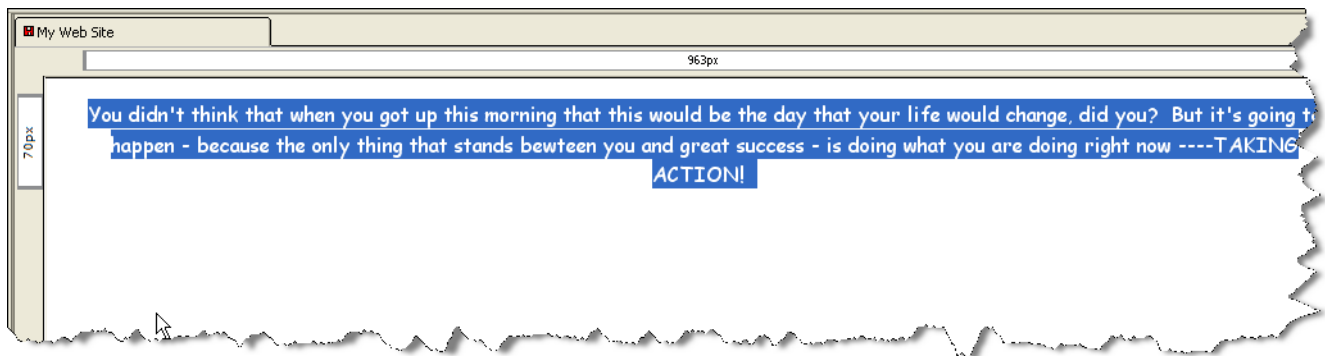 My Web Site
963px
70px
You didn't think that when you got up this morning that this would be the day that your life would change, did you?  But it's going to
happen - because the only thing that stands bewteen you and great success - is doing what you are doing right now ----TAKING
ACTION!